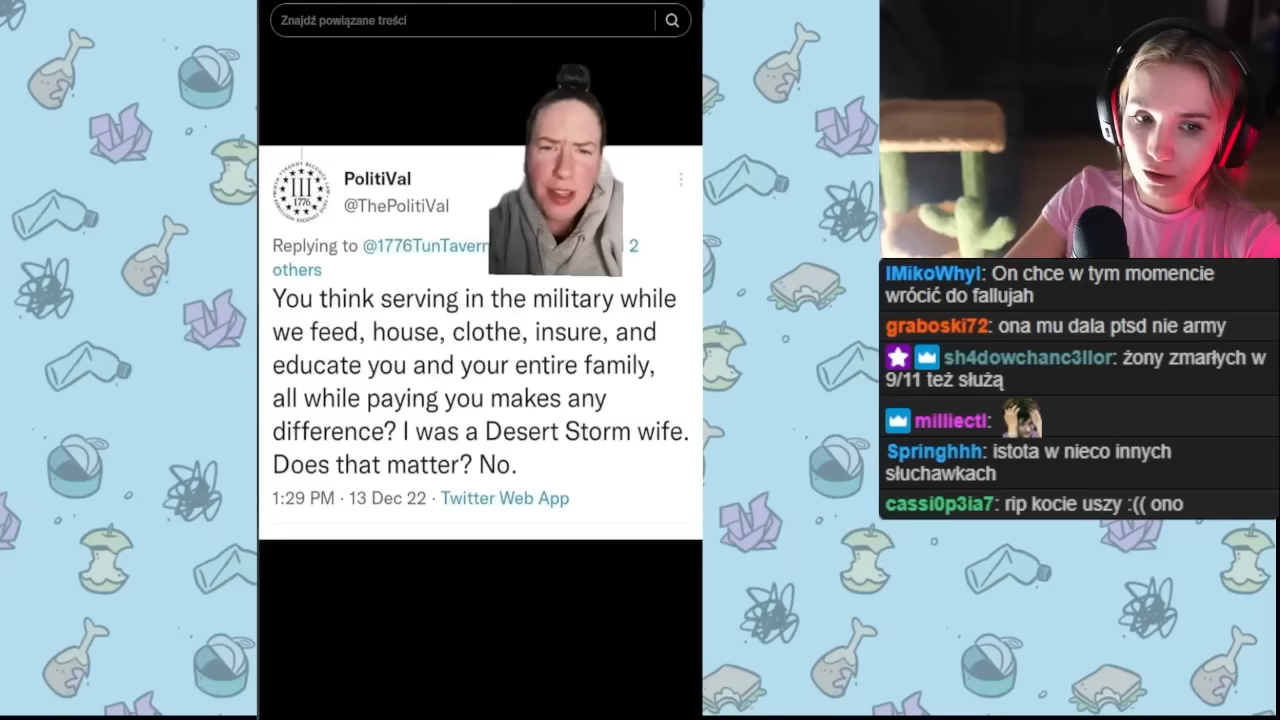 Znajdź powiązane treści
PolitiVal
@ThePolitiVal
Replying to @1776TunTavern 2
others
You think serving in the military while
we feed, house, clothe, insure, and
educate you and your entire family,
all while paying you makes any
difference? I was a Desert Storm wife.
Does that matter? No.
1:29 PM · 13 Dec 22 · Twitter Web App
III
1776
IMikoWhyI: On chce w tym momencie
wrócić do fallujah
graboski72: ona mu dala ptsd nie army
sh4dowchanc3llor: żony zmarłych w
9/11 też służą
milliectl:
Springhhh: istota w nieco innych
słuchawkach
cassi0p3ia7: rip kocie uszy :(( ono